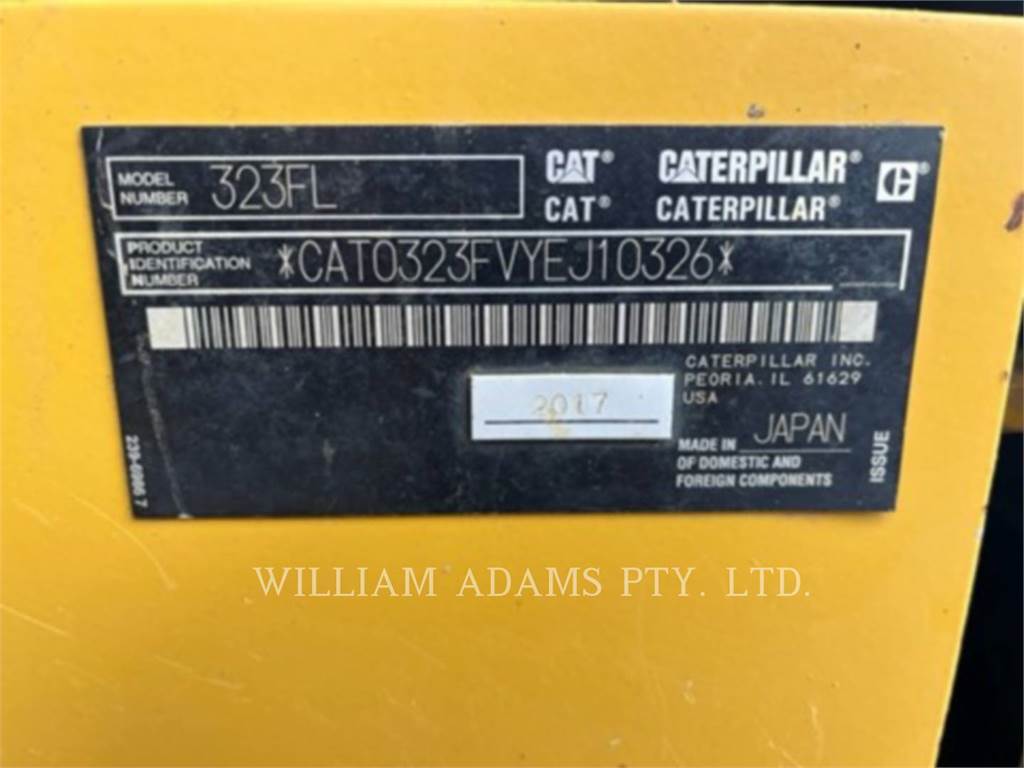 MODEL NUMBER 323FL
CAT® CATERPILLAR®
CAT® CATERPILLAR®
PRODUCT IDENTIFICATION NUMBER *CAT0323FVYEJ10326*
CATERPILLAR INC.
PEORIA. IL 61629
USA
2017
MADE IN JAPAN
OF DOMESTIC AND
FOREIGN COMPONENTS
ISSUE
WILLIAM ADAMS PTY. LTD.